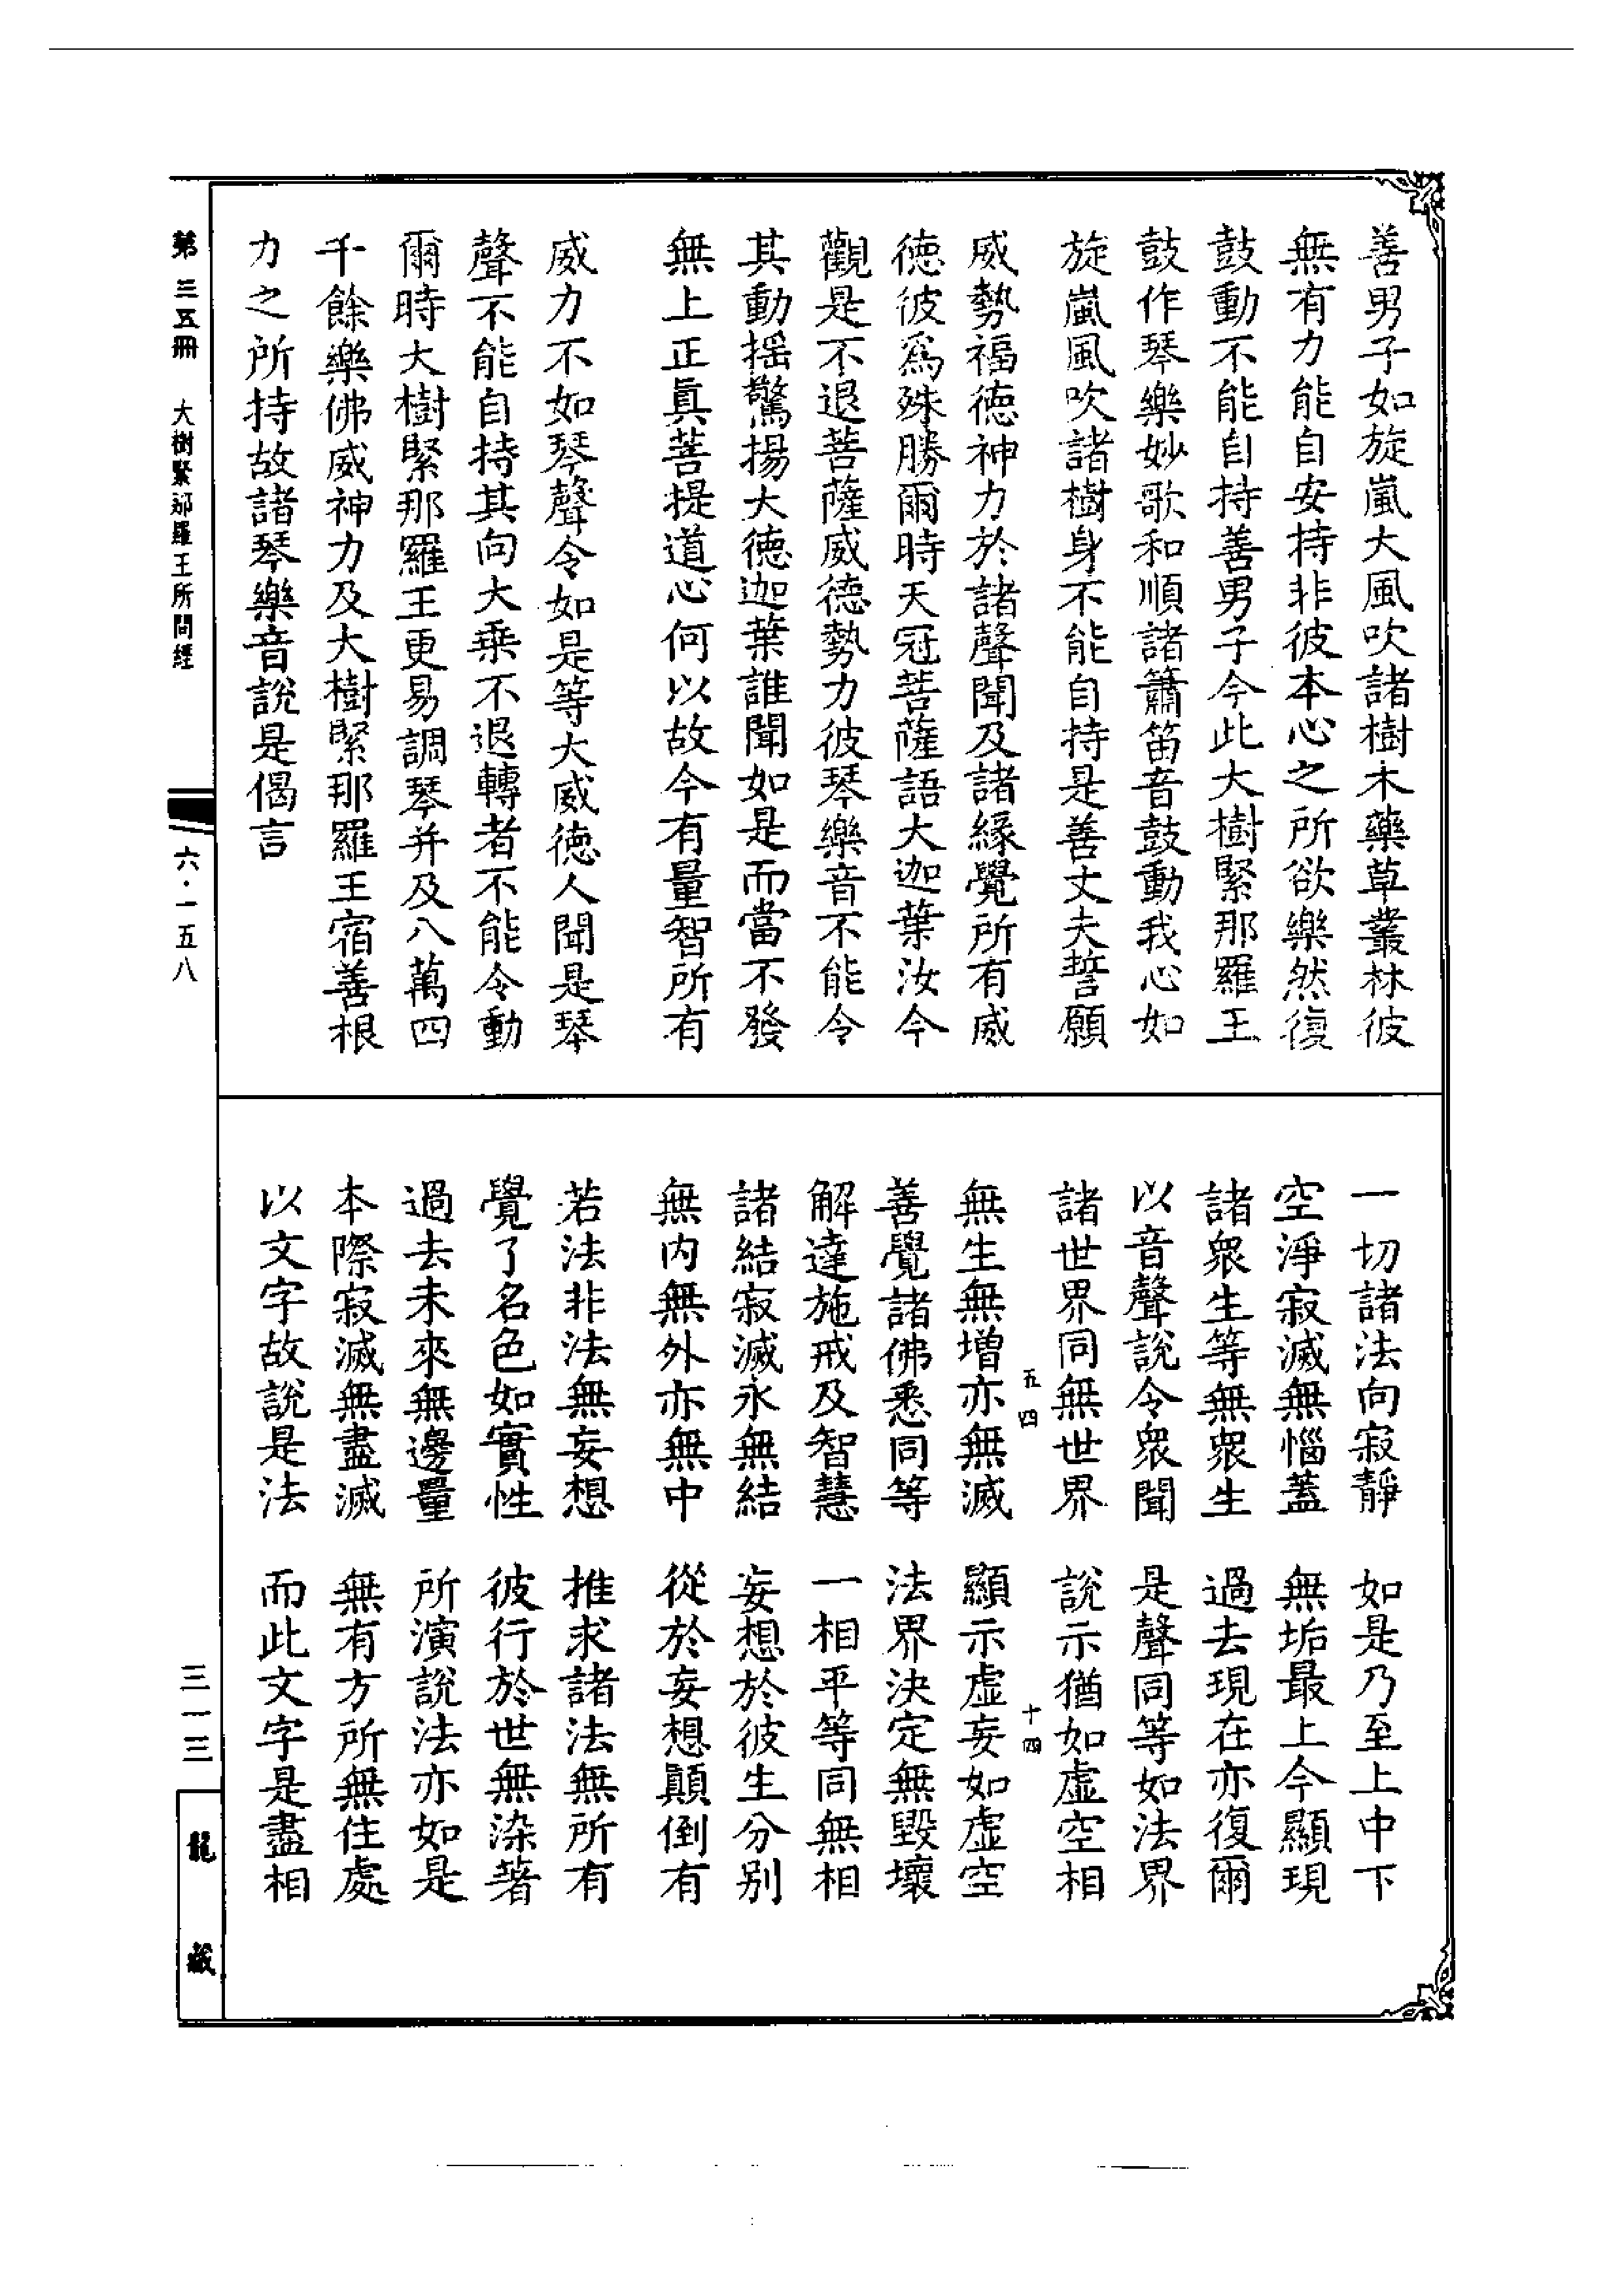 善男子如旋嵐大風吹諸樹木藥草叢林彼
無有力能自安持非彼本心之所欲樂然復
鼓動不能自持善男子今此大樹緊那羅王
鼓作琴樂妙歌和順諸簫笛音鼓動我心如
旋嵐風吹諸樹身不能自持是善丈夫誓願
威勢福德神力於諸聲聞及諸緣覺所有威
德彼爲殊勝爾時天冠菩薩語大迦葉汝今
觀是不退菩薩威德勢力彼琴樂音不能令
其動搖驚揚大德迦葉誰聞如是而當不發
無上正眞菩提道心何以故今有量智所有
威力不如琴聲令如是等大威德人聞是琴
聲不能自持其向大乘不退轉者不能令動
爾時大樹緊那羅王更易調琴并及八萬四
千餘樂佛威神力及大樹緊那羅王宿善根
力之所持故諸琴樂音說是偈言
一切諸法向寂靜 如是乃至上中下
空淨寂滅無惱蓋 無垢最上今顯現
諸衆生等無衆生 過去現在亦復爾
以音聲說令衆聞 是聲同等如法界
諸世界同無世界 說示猶如虛空相
五四 十四
無生無增亦無滅 顯示虛妄如虛空
善覺諸佛悉同等 法界決定無毀壞
解達施戒及智慧 一相平等同無相
諸結寂滅永無結 妄想於彼生分別
無內無外亦無中 從於妄想顛倒有
若法非法無妄想 推求諸法無所有
覺了名色如實性 彼行於世無染著
過去未來無邊量 所演說法亦如是
本際寂滅無盡滅 無有方所無住處
以文字故說是法 而此文字是盡相
第三五冊 大樹緊那羅王所問經
六·一五八
三一三
龍藏